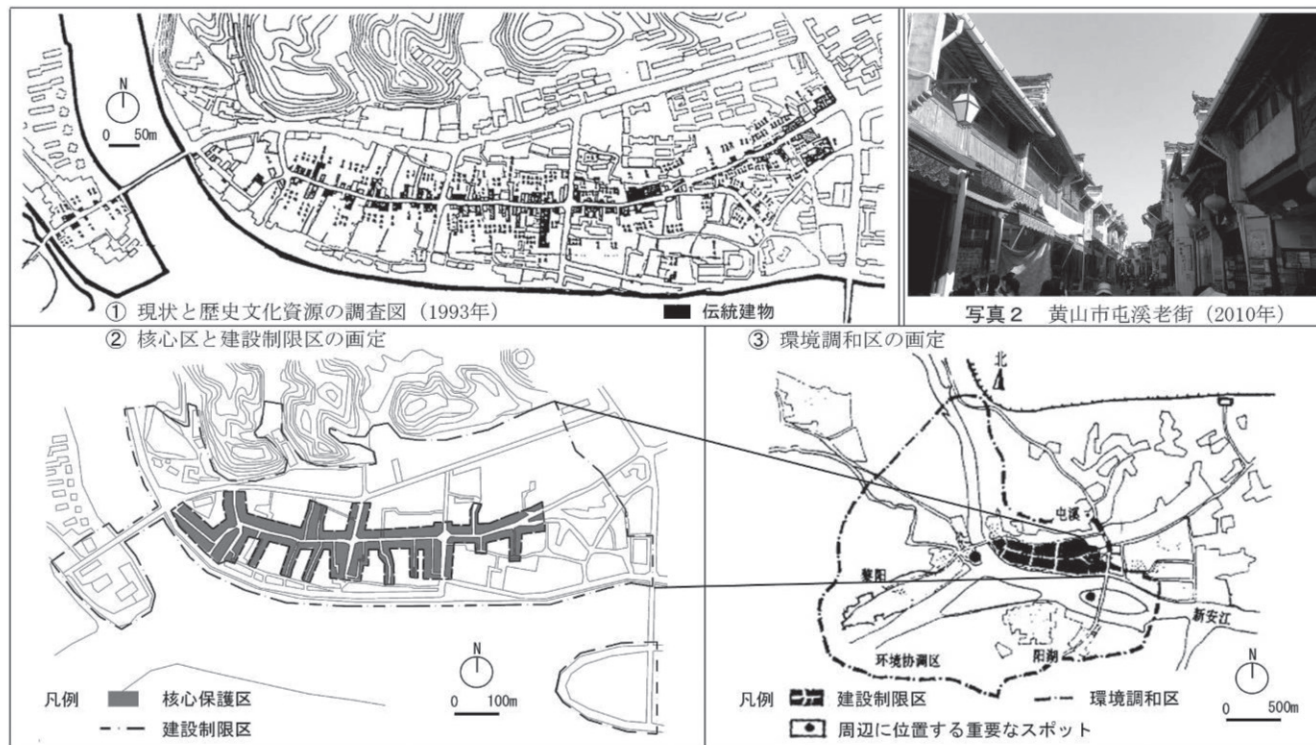 N
0 50m
① 現状と歴史文化資源の調査図（1993年）
伝統建物
写真２ 黄山市屯溪老街（2010年）
② 核心区と建設制限区の画定
N
0 100m
凡例
核心保護区
建設制限区
③ 環境調和区の画定
北
屯溪
黎阳
新安江
阳湖
环境协调区
N
0 500m
凡例
建設制限区
環境調和区
周辺に位置する重要なスポット